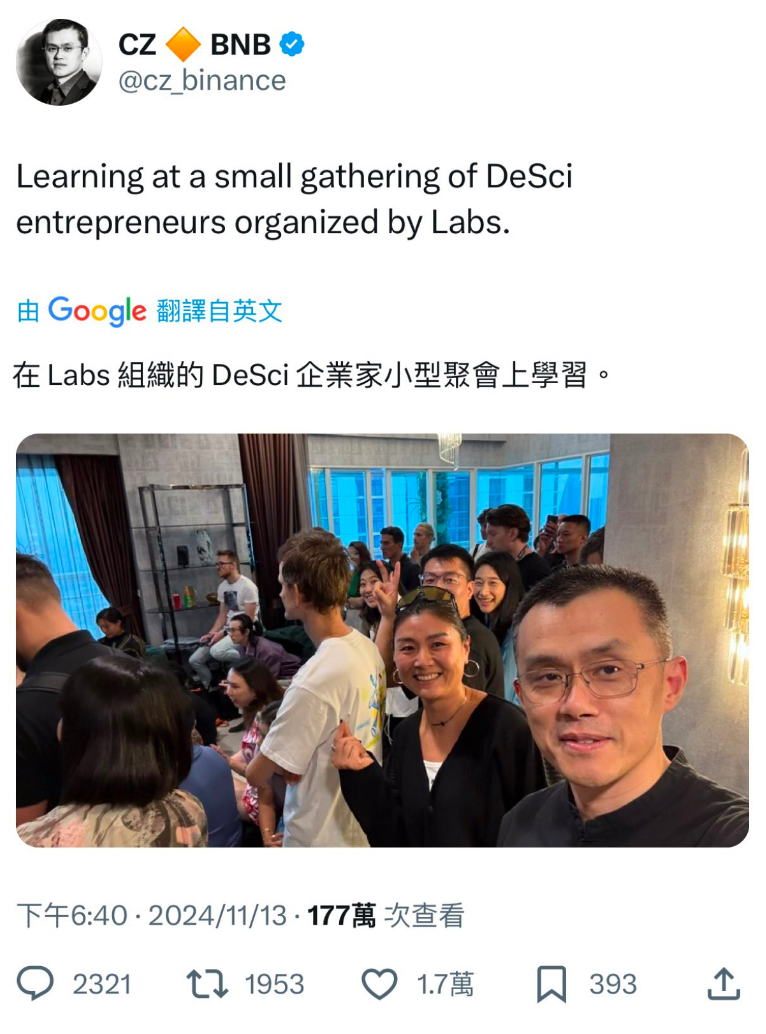 CZ 🔶 BNB
@cz_binance
Learning at a small gathering of DeSci
entrepreneurs organized by Labs.
由 Google 翻譯自英文
在 Labs 組織的 DeSci 企業家小型聚會上學習。
下午6:40 · 2024/11/13 · 177萬 次查看
2321 1953 1.7萬 393